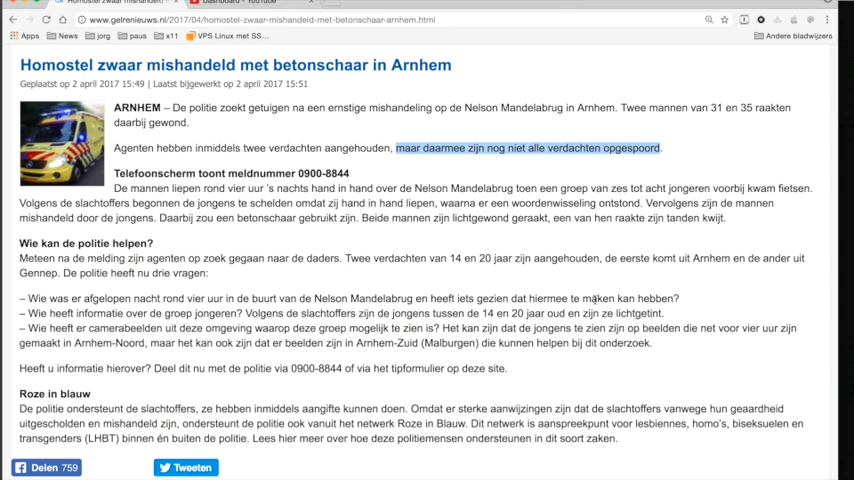 Homostel zwaar mishandeld met
Dashboard - YouTube
www.gelrenieuws.nl/2017/04/homostel-zwaar-mishandeld-met-betonschaar-arnhem.html
Apps News jorg paus x11 VPS Linux met SS... Andere bladwijzers
Homostel zwaar mishandeld met betonschaar in Arnhem
Geplaatst op 2 april 2017 15:49 | Laatst bijgewerkt op 2 april 2017 15:51
ARNHEM – De politie zoekt getuigen na een ernstige mishandeling op de Nelson Mandelabrug in Arnhem. Twee mannen van 31 en 35 raakten
daarbij gewond.
Agenten hebben inmiddels twee verdachten aangehouden, maar daarmee zijn nog niet alle verdachten opgespoord.
Telefoonscherm toont meldnummer 0900-8844
De mannen liepen rond vier uur 's nachts hand in hand over de Nelson Mandelabrug toen een groep van zes tot acht jongeren voorbij kwam fietsen.
Volgens de slachtoffers begonnen de jongens te schelden omdat zij hand in hand liepen, waarna er een woordenwisseling ontstond. Vervolgens zijn de mannen
mishandeld door de jongens. Daarbij zou een betonschaar gebruikt zijn. Beide mannen zijn lichtgewond geraakt, een van hen raakte zijn tanden kwijt.
Wie kan de politie helpen?
Meteen na de melding zijn agenten op zoek gegaan naar de daders. Twee verdachten van 14 en 20 jaar zijn aangehouden, de eerste komt uit Arnhem en de ander uit
Gennep. De politie heeft nu drie vragen:
– Wie was er afgelopen nacht rond vier uur in de buurt van de Nelson Mandelabrug en heeft iets gezien dat hiermee te maken kan hebben?
– Wie heeft informatie over de groep jongeren? Volgens de slachtoffers zijn de jongens tussen de 14 en 20 jaar oud en zijn ze lichtgetint.
– Wie heeft er camerabeelden uit deze omgeving waarop deze groep mogelijk te zien is? Het kan zijn dat de jongens te zien zijn op beelden die net voor vier uur zijn
gemaakt in Arnhem-Noord, maar het kan ook zijn dat er beelden zijn in Arnhem-Zuid (Malburgen) die kunnen helpen bij dit onderzoek.
Heeft u informatie hierover? Deel dit nu met de politie via 0900-8844 of via het tipformulier op deze site.
Roze in blauw
De politie ondersteunt de slachtoffers, ze hebben inmiddels aangifte kunnen doen. Omdat er sterke aanwijzingen zijn dat de slachtoffers vanwege hun geaardheid
uitgescholden en mishandeld zijn, ondersteunt de politie ook vanuit het netwerk Roze in Blauw. Dit netwerk is aanspreekpunt voor lesbiennes, homo's, biseksuelen en
transgenders (LHBT) binnen én buiten de politie. Lees hier meer over hoe deze politiemensen ondersteunen in dit soort zaken.
Delen 759 Tweeten